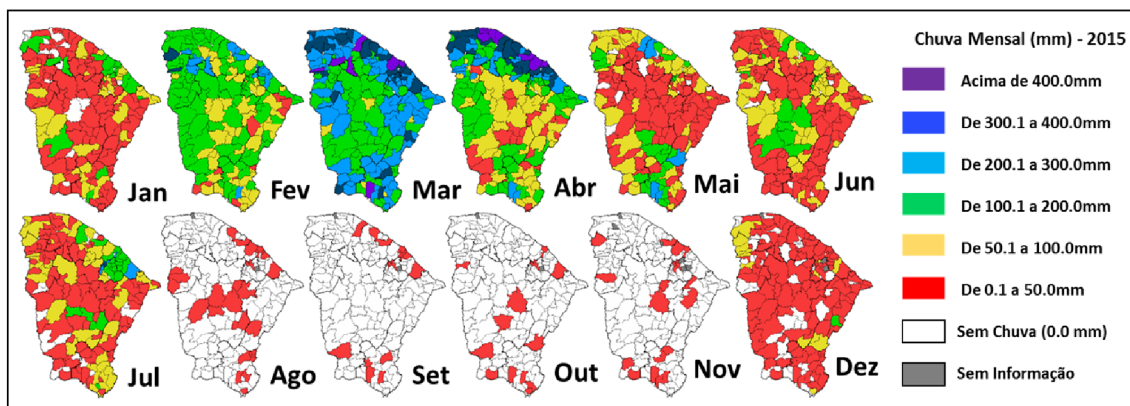 Chuva Mensal (mm) - 2015
Acima de 400.0mm
De 300.1 a 400.0mm
De 200.1 a 300.0mm
De 100.1 a 200.0mm
De 50.1 a 100.0mm
De 0.1 a 50.0mm
Sem Chuva (0.0 mm)
Sem Informação
Jan Fev Mar Abr Mai Jun
Jul Ago Set Out Nov Dez